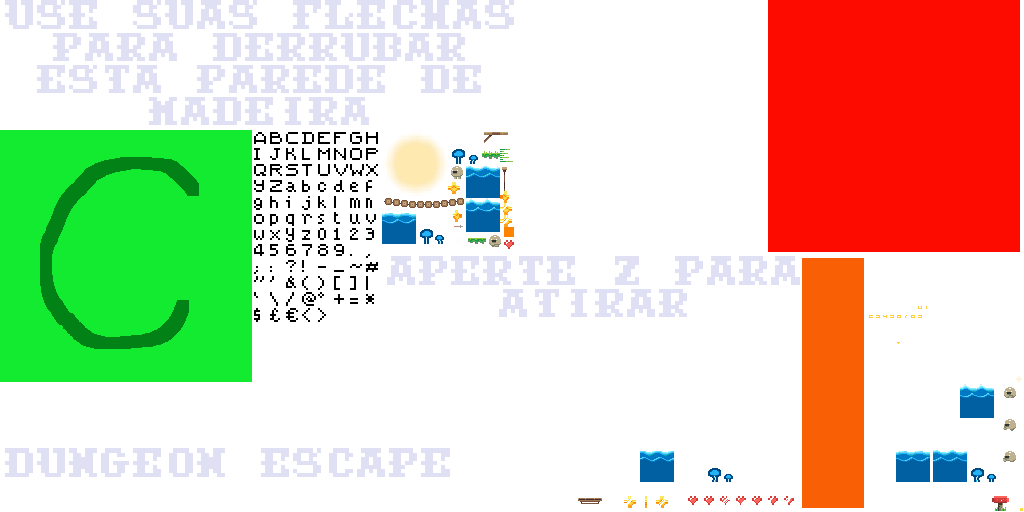 USE SUAS FLECHAS
PARA DERRUBAR
ESTA PAREDE DE
MADEIRA
C
ABCDEFGH
IJKLMNOP
QRSTUVWX
YZabcdef
ghijklmn
opqrstuv
wxyz0123
456789.,
;:?!-_~#
"'&()[]|
`\/@°+=*
$£€<>
APERTE Z PARA
ATIRAR
DUNGEON ESCAPE